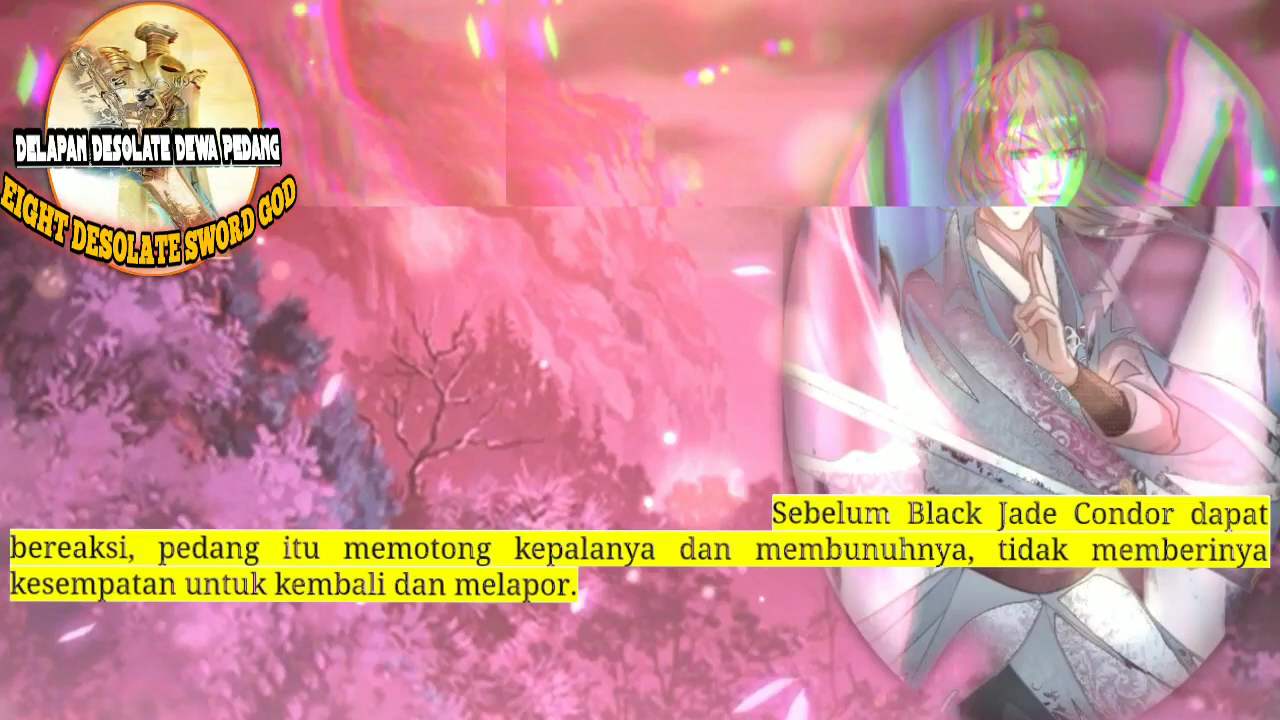 DELAPAN DESOLATE DEWA PEDANG
EIGHT DESOLATE SWORD GOD
Sebelum Black Jade Condor dapat
bereaksi, pedang itu memotong kepalanya dan membunuhnya, tidak memberinya
kesempatan untuk kembali dan melapor.